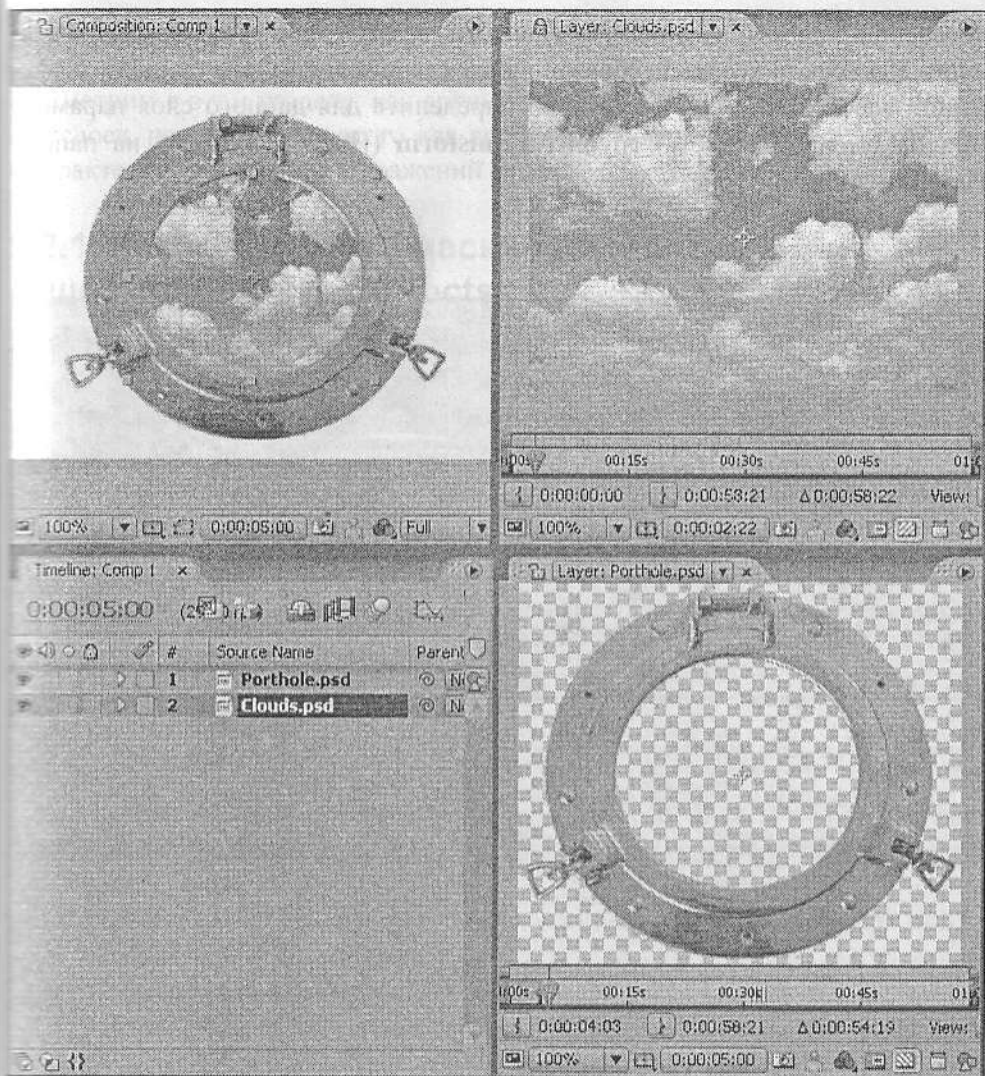 Composition: Comp 1
100%
0:00:05:00
Full
Layer: Clouds.psd
00:15s
00:30s
00:45s
{ 0:00:00:00 } 0:00:58:21 Δ 0:00:58:22 View:
100%
0:00:02:22
Timeline: Comp 1
0:00:05:00
# Source Name Parent
1 Porthole.psd
2 Clouds.psd
Layer: Porthole.psd
00:15s
00:30s
00:45s
{ 0:00:04:03 } 0:00:58:21 Δ 0:00:54:19 View:
100%
0:00:05:00